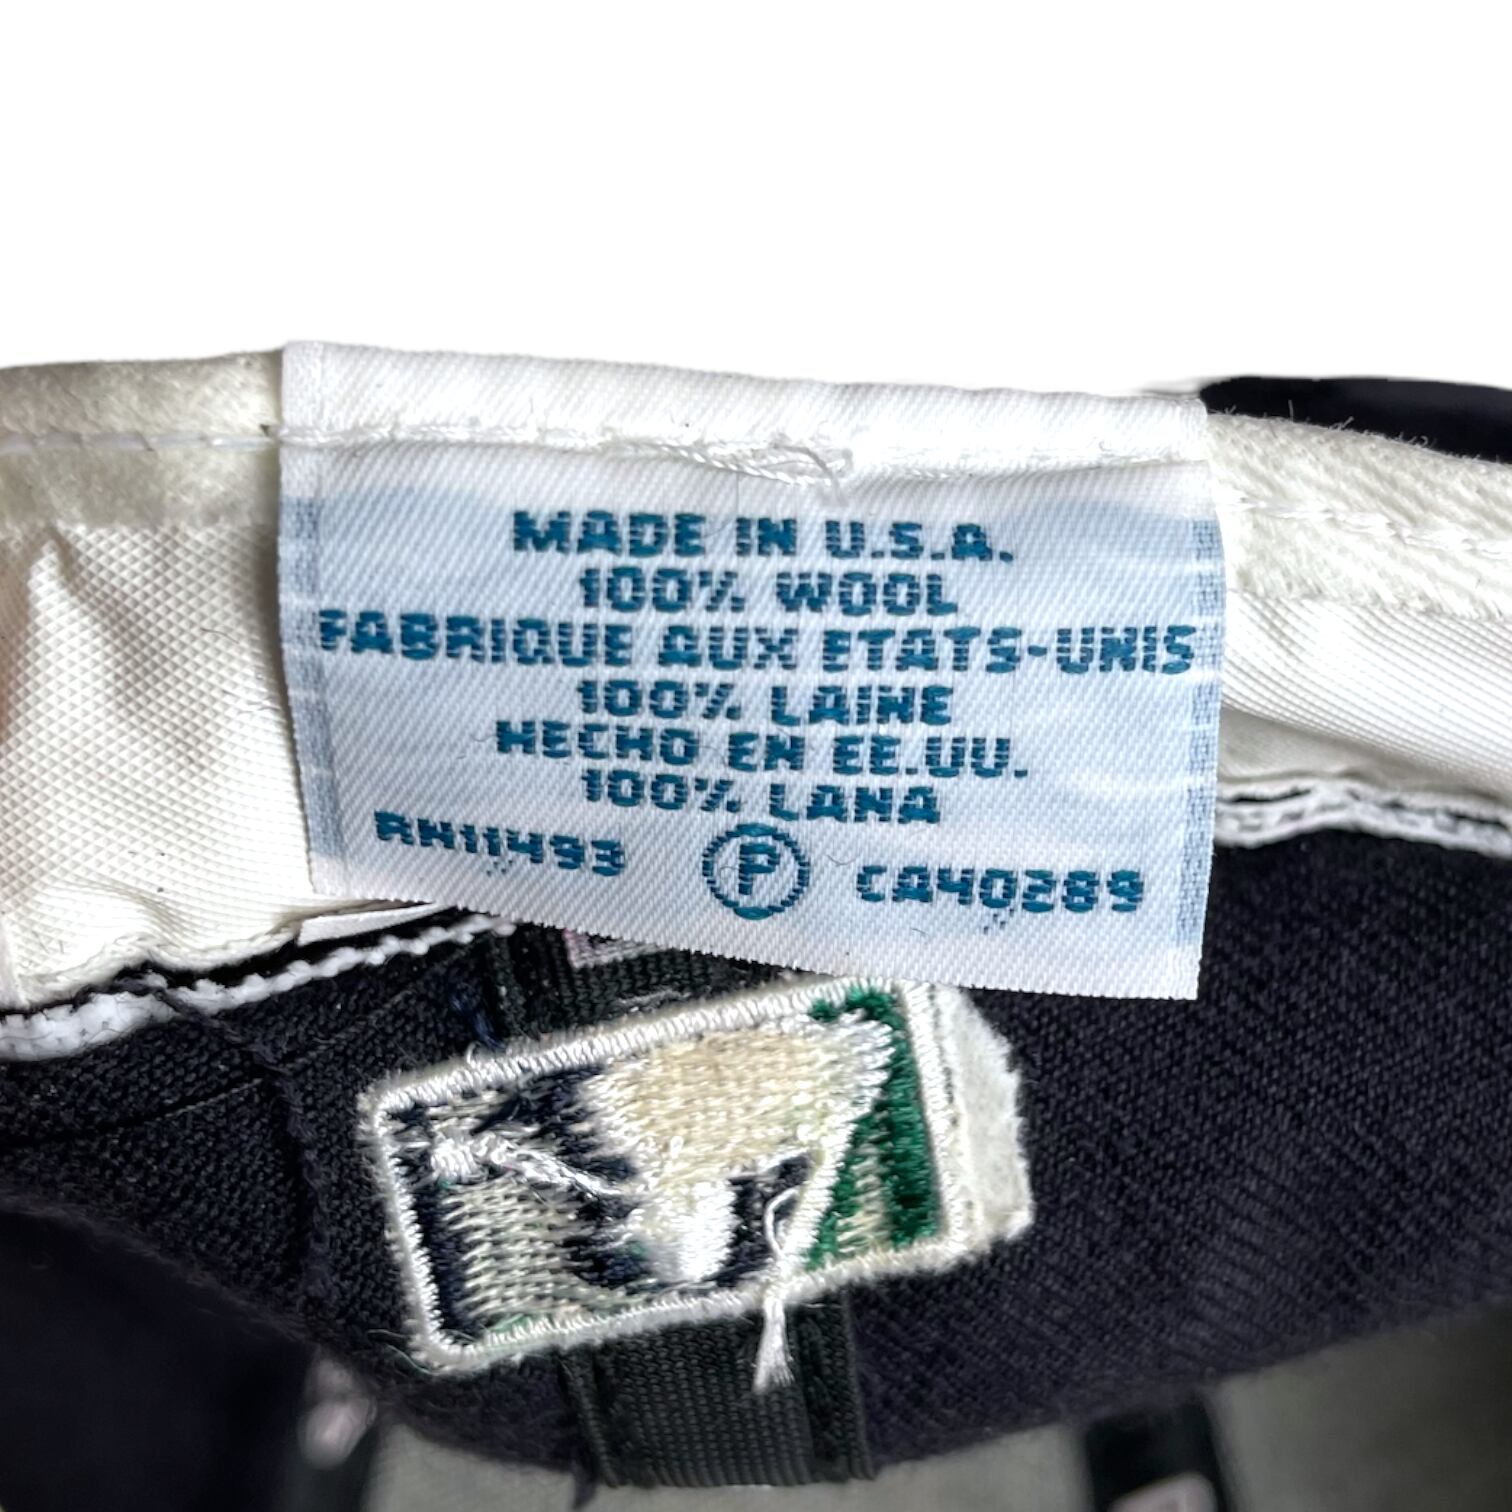 MADE IN U.S.A.
100% WOOL
FABRIQUE AUX ETATS-UNIS
100% LAINE
HECHO EN EE.UU.
100% LANA
RN11493 P CA40289